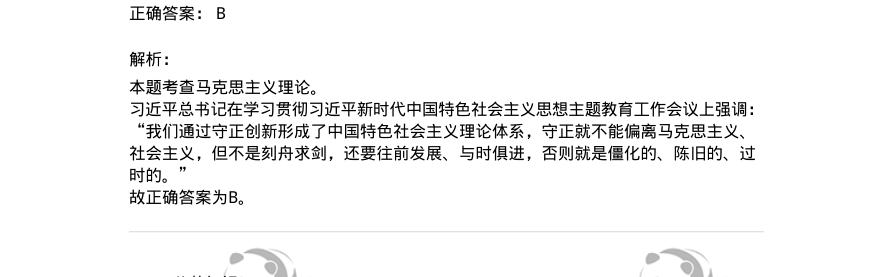 正确答案： B
解析：
本题考查马克思主义理论。
习近平总书记在学习贯彻习近平新时代中国特色社会主义思想主题教育工作会议上强调：
“我们通过守正创新形成了中国特色社会主义理论体系，守正就不能偏离马克思主义、
社会主义，但不是刻舟求剑，还要往前发展、与时俱进，否则就是僵化的、陈旧的、过
时的。”
故正确答案为B。